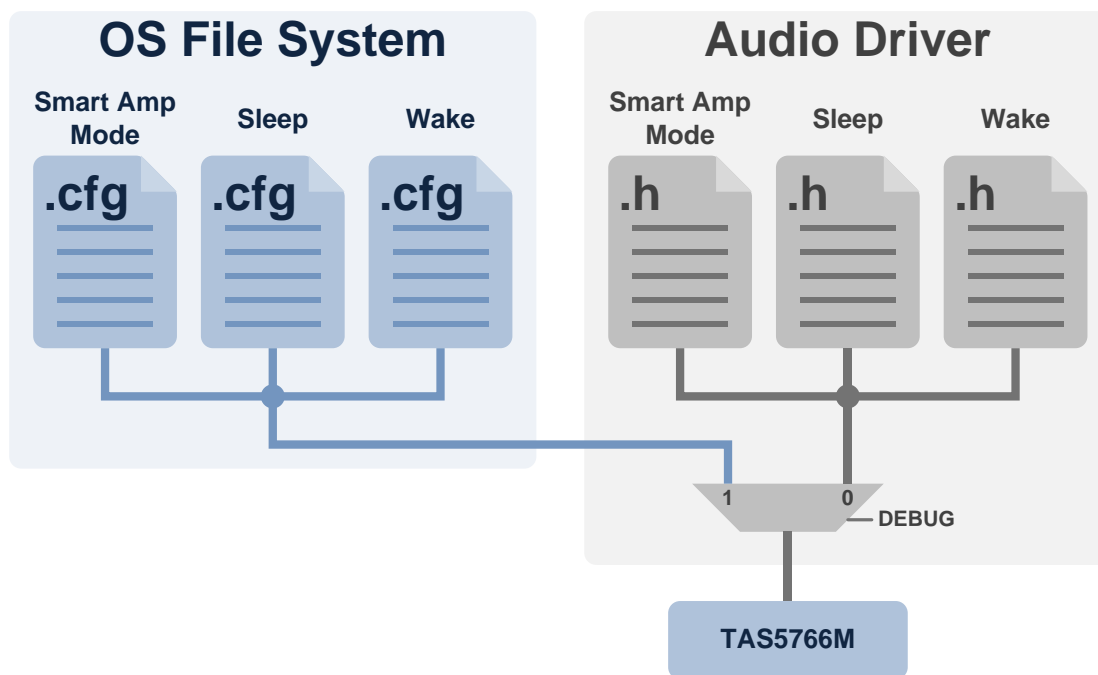 OS File System
Smart Amp
Mode
Sleep
Wake
.cfg
.cfg
.cfg
Audio Driver
Smart Amp
Mode
Sleep
Wake
.h
.h
.h
1
0
DEBUG
TAS5766M